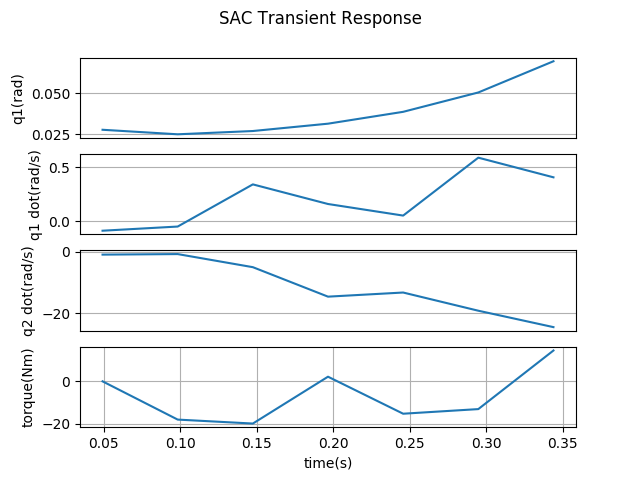 SAC Transient Response
q1(rad)
0.050
0.025
q1 dot(rad/s)
0.5
0.0
q2 dot(rad/s)
0
−20
torque(Nm)
0
−20
0.05 0.10 0.15 0.20 0.25 0.30 0.35
time(s)